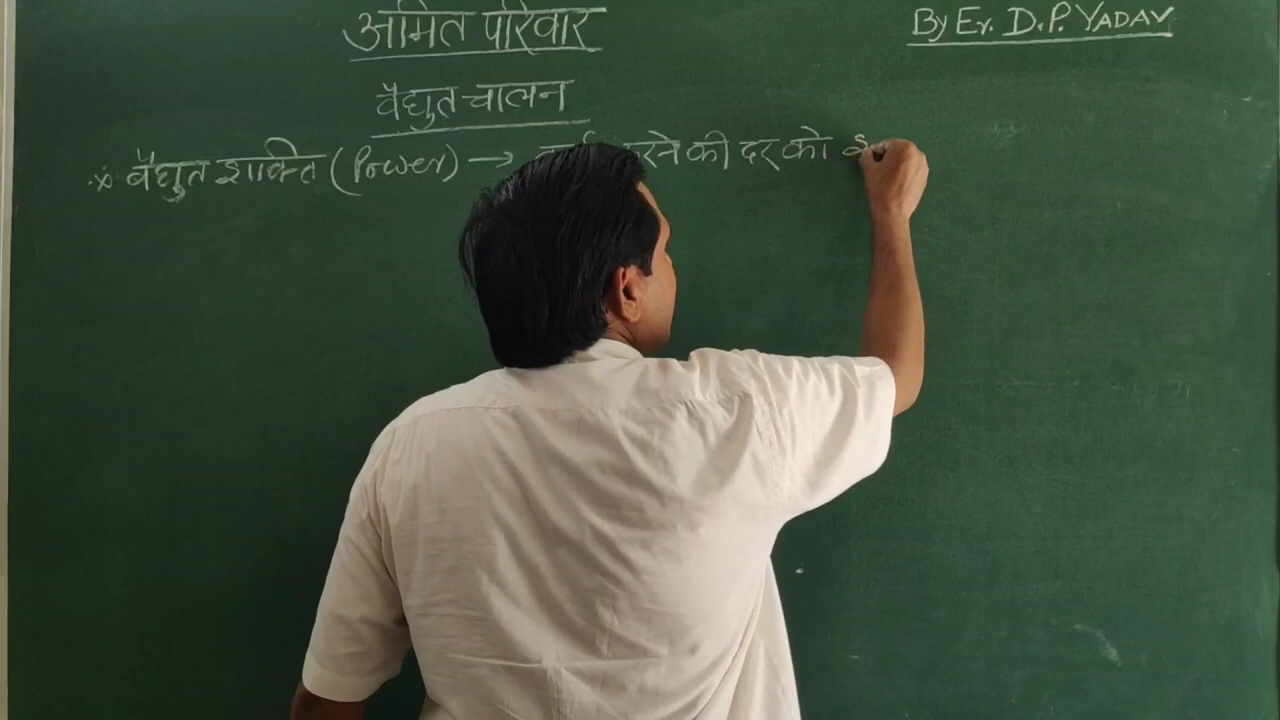 अमित परिवार
By Er. D.P. YADAV
वैद्युत चालन
* वैद्युत शक्ति (Power) → करने की दर को